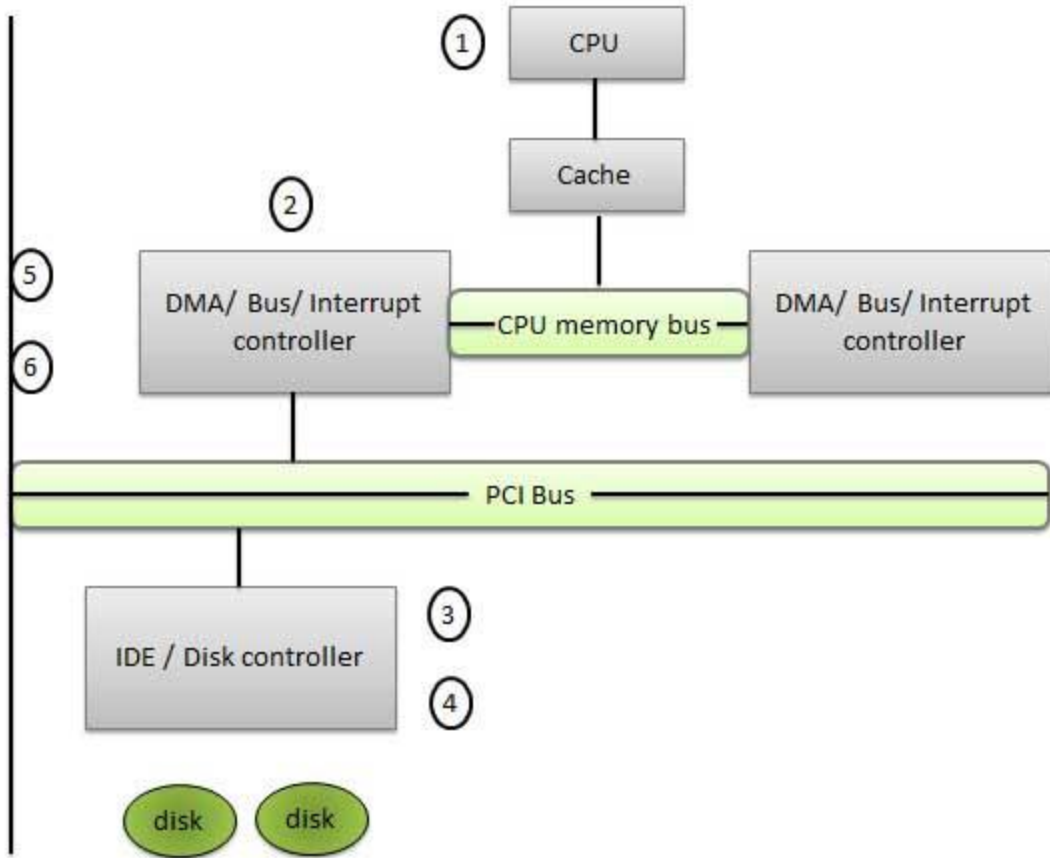 1
CPU
Cache
2
5
DMA/ Bus/ Interrupt
controller
CPU memory bus
DMA/ Bus/ Interrupt
controller
6
PCI Bus
3
IDE / Disk controller
4
disk
disk